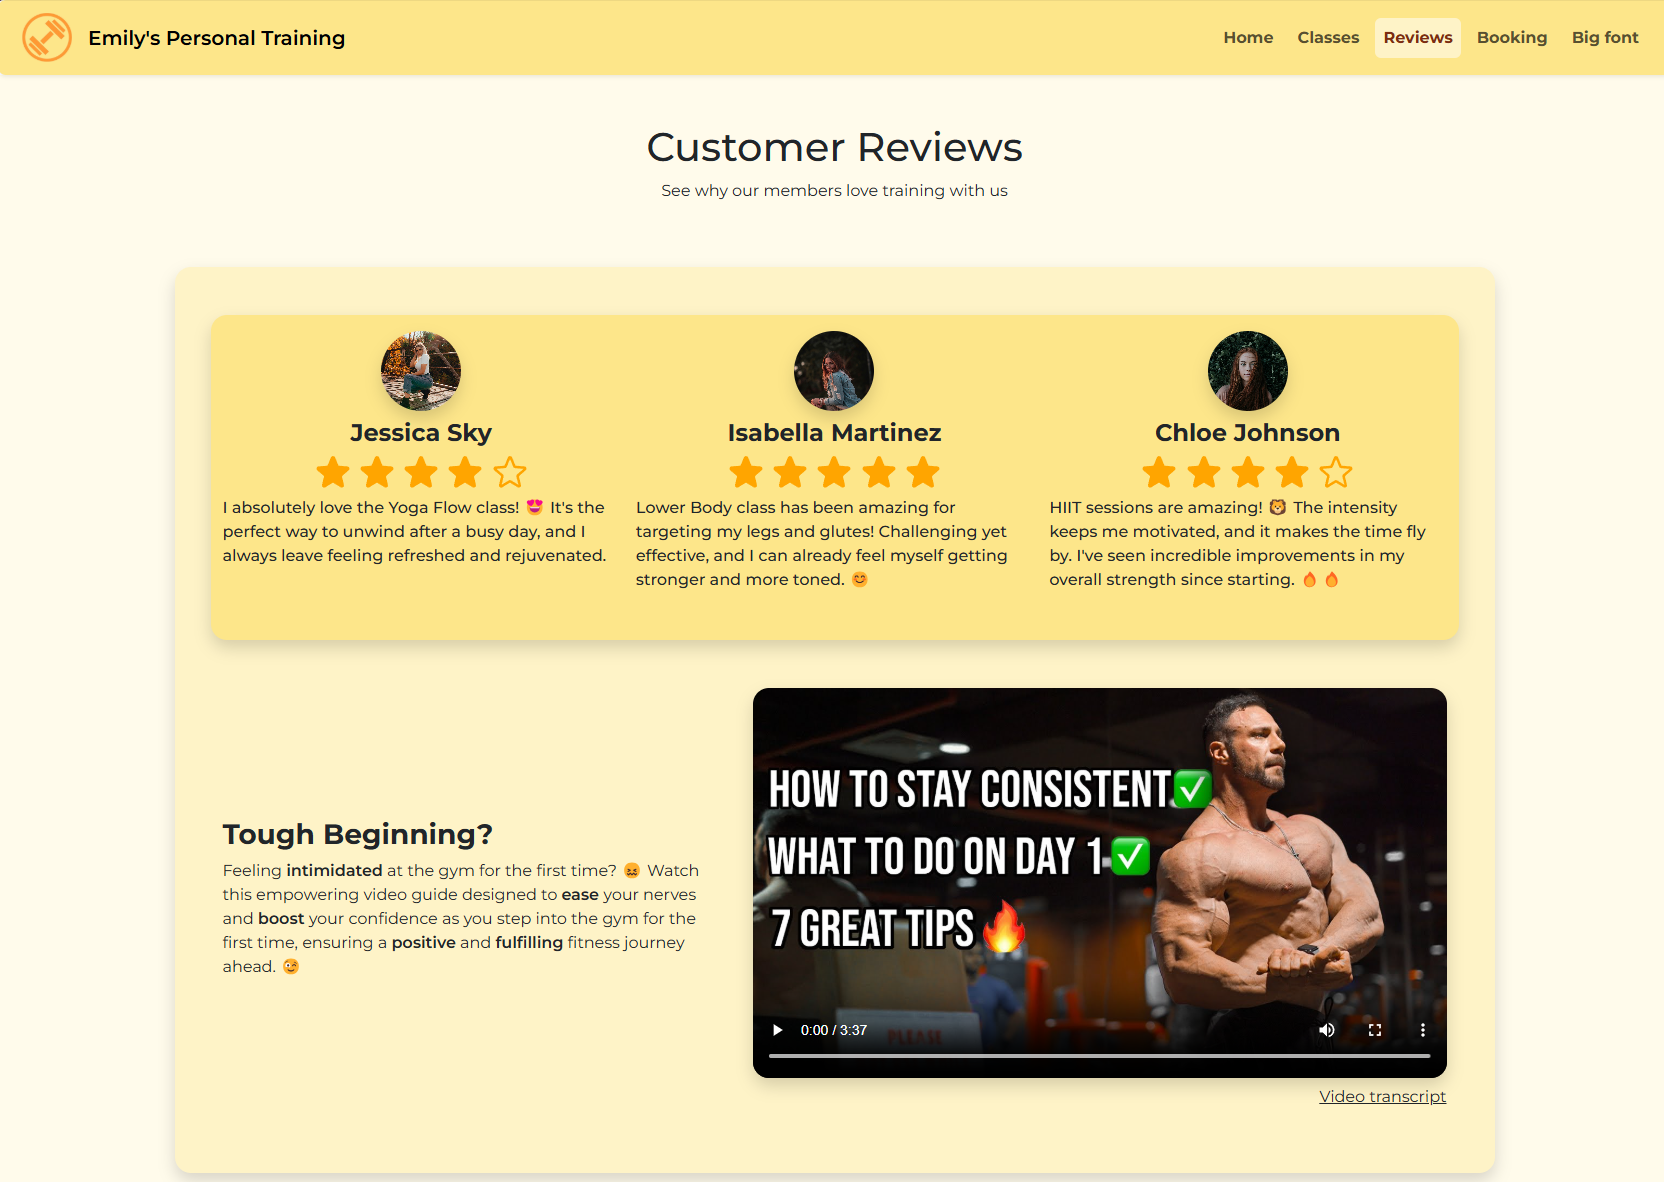 Emily's Personal Training
Home Classes Reviews Booking Big font
Customer Reviews
See why our members love training with us
Jessica Sky
I absolutely love the Yoga Flow class! 😍 It's the
perfect way to unwind after a busy day, and I
always leave feeling refreshed and rejuvenated.
Isabella Martinez
Lower Body class has been amazing for
targeting my legs and glutes! Challenging yet
effective, and I can already feel myself getting
stronger and more toned. 😊
Chloe Johnson
HIIT sessions are amazing! 🦁 The intensity
keeps me motivated, and it makes the time fly
by. I've seen incredible improvements in my
overall strength since starting. 🔥 🔥
Tough Beginning?
Feeling intimidated at the gym for the first time? 😖 Watch
this empowering video guide designed to ease your nerves
and boost your confidence as you step into the gym for the
first time, ensuring a positive and fulfilling fitness journey
ahead. 😉
HOW TO STAY CONSISTENT✅
WHAT TO DO ON DAY 1✅
7 GREAT TIPS🔥
PLEASE
0:00 / 3:37
Video transcript